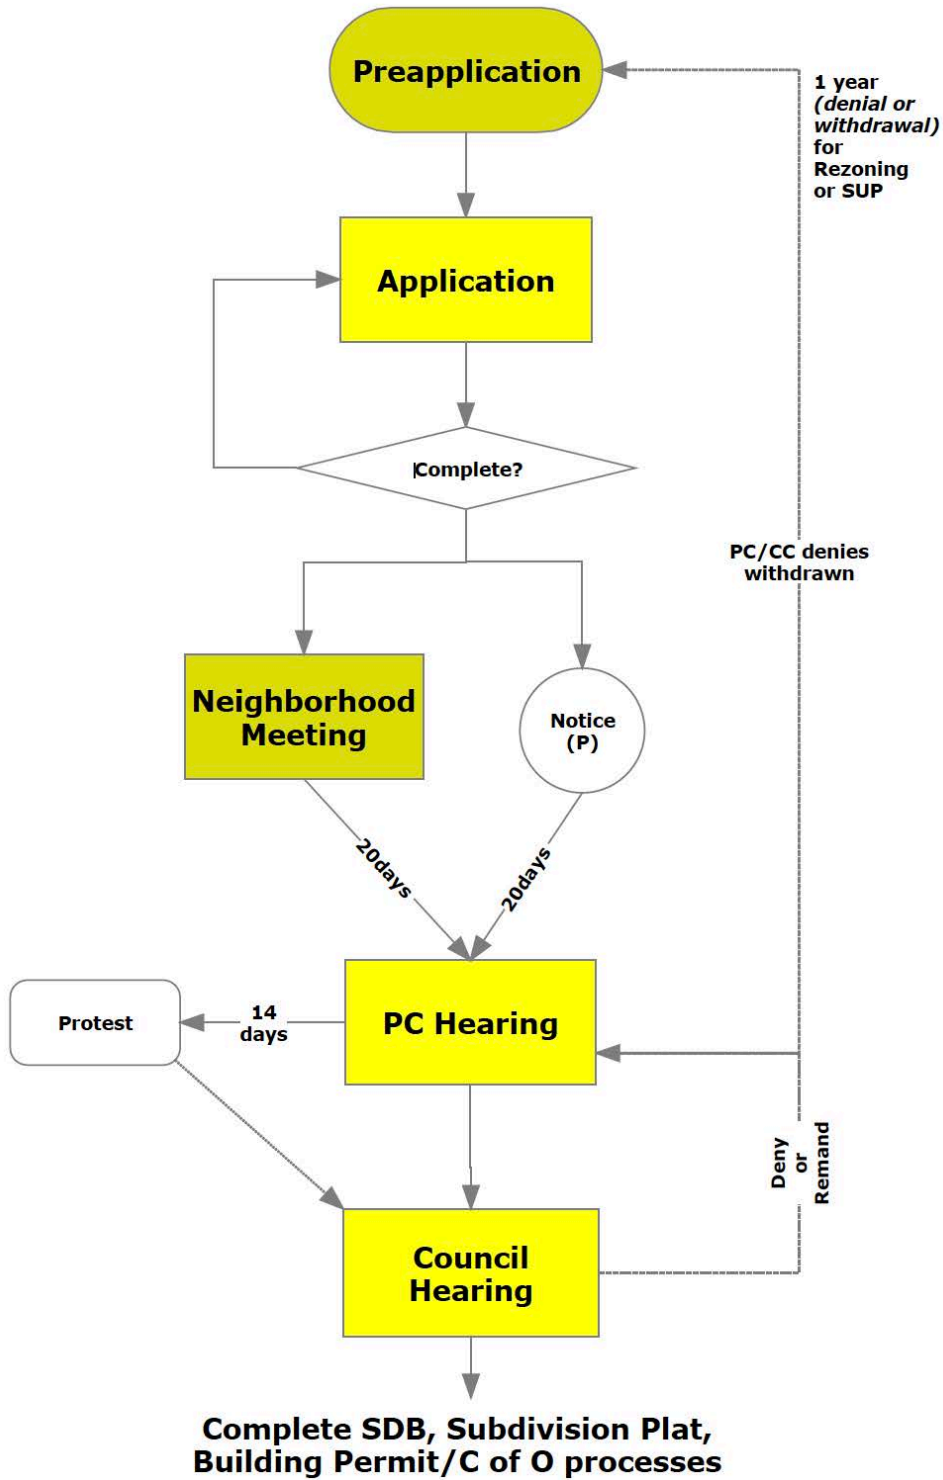 Preapplication
1 year
(denial or
withdrawal)
for
Rezoning
or SUP
Application
Complete?
PC/CC denies
withdrawn
Neighborhood
Meeting
Notice
(P)
20days
20days
PC Hearing
14
days
Protest
Deny
or
Remand
Council
Hearing
Complete SDB, Subdivision Plat,
Building Permit/C of O processes